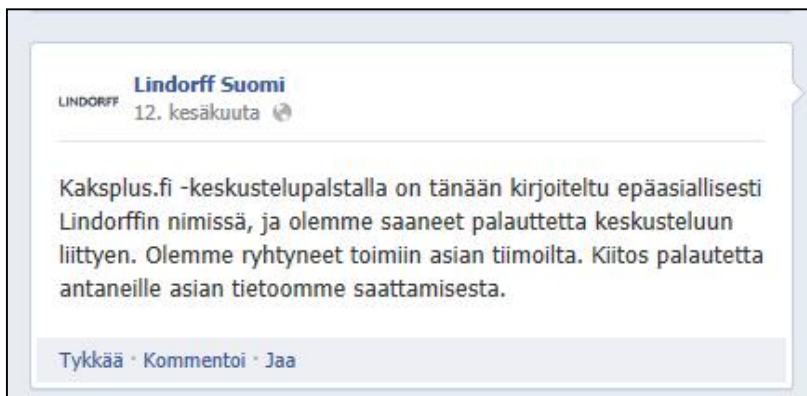 LINDORFF
Lindorff Suomi
12. kesäkuuta
Kaksplus.fi -keskustelupalstalla on tänään kirjoiteltu epäasiallisesti
Lindorffin nimissä, ja olemme saaneet palauttetta keskusteluun
liittyen. Olemme ryhtyneet toimiin asian tiimoilta. Kiitos palautetta
antaneille asian tietoomme saattamisesta.
Tykkää · Kommentoi · Jaa